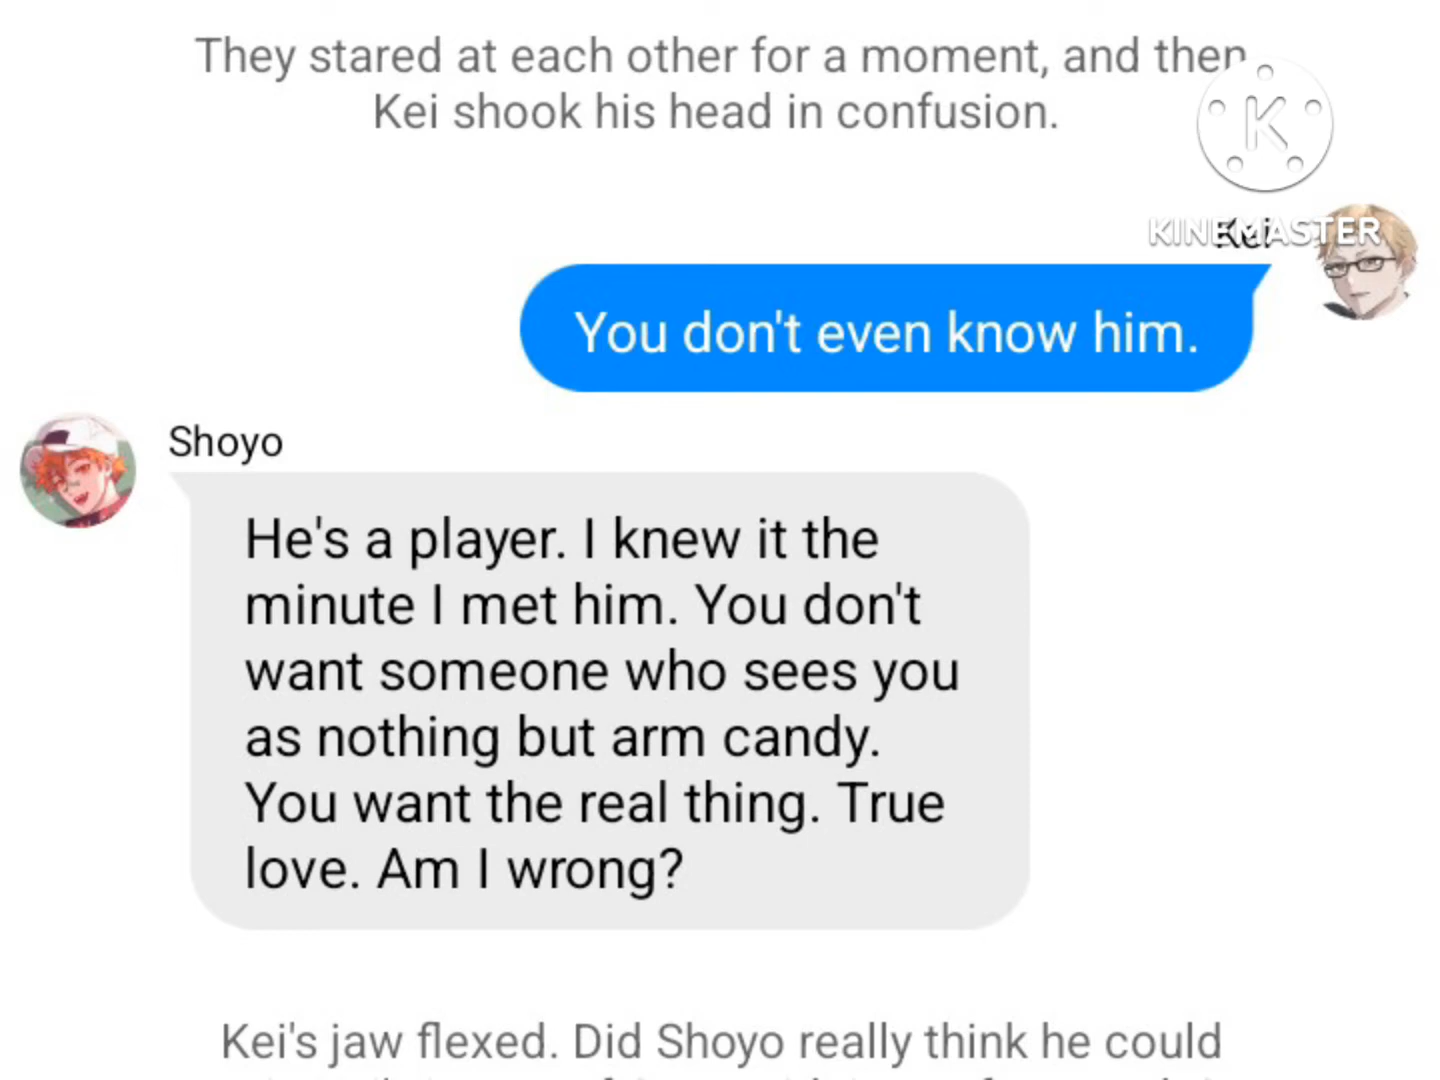 They stared at each other for a moment, and then
Kei shook his head in confusion.
K
KINEMASTER
Kei
You don't even know him.
Shoyo
He's a player. I knew it the
minute I met him. You don't
want someone who sees you
as nothing but arm candy.
You want the real thing. True
love. Am I wrong?
Kei's jaw flexed. Did Shoyo really think he could